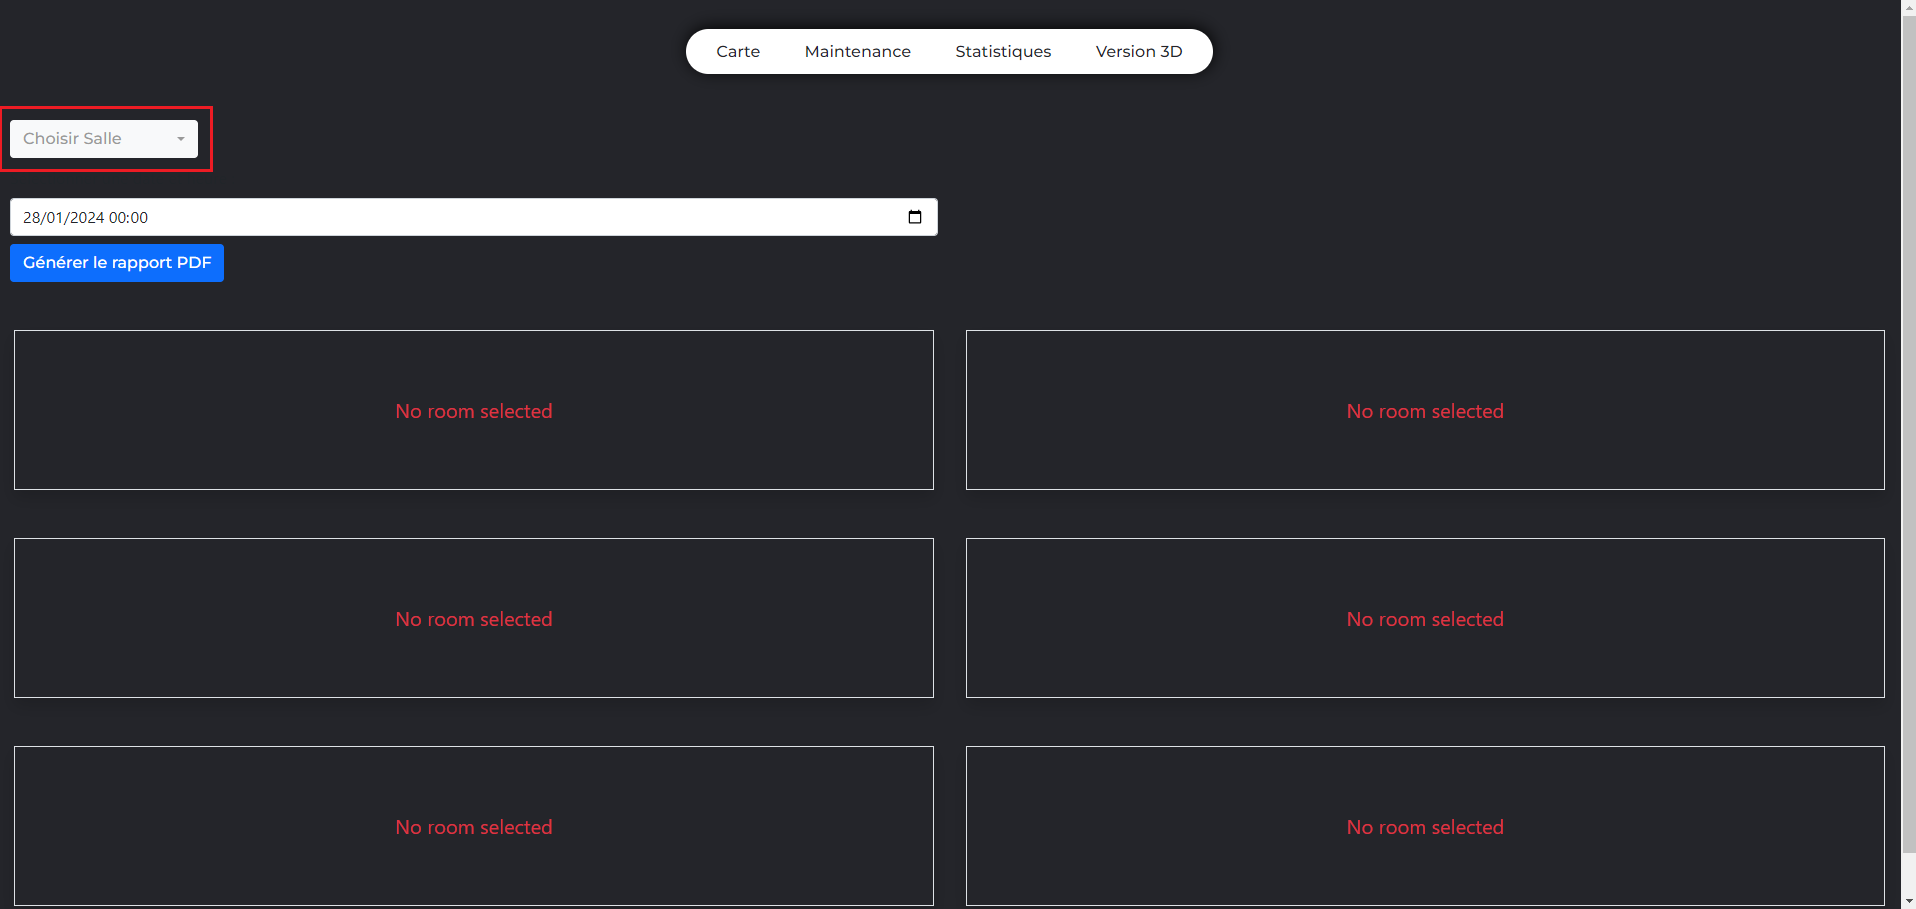 Carte Maintenance Statistiques Version 3D
Choisir Salle
28/01/2024 00:00
Générer le rapport PDF
No room selected No room selected
No room selected No room selected
No room selected No room selected